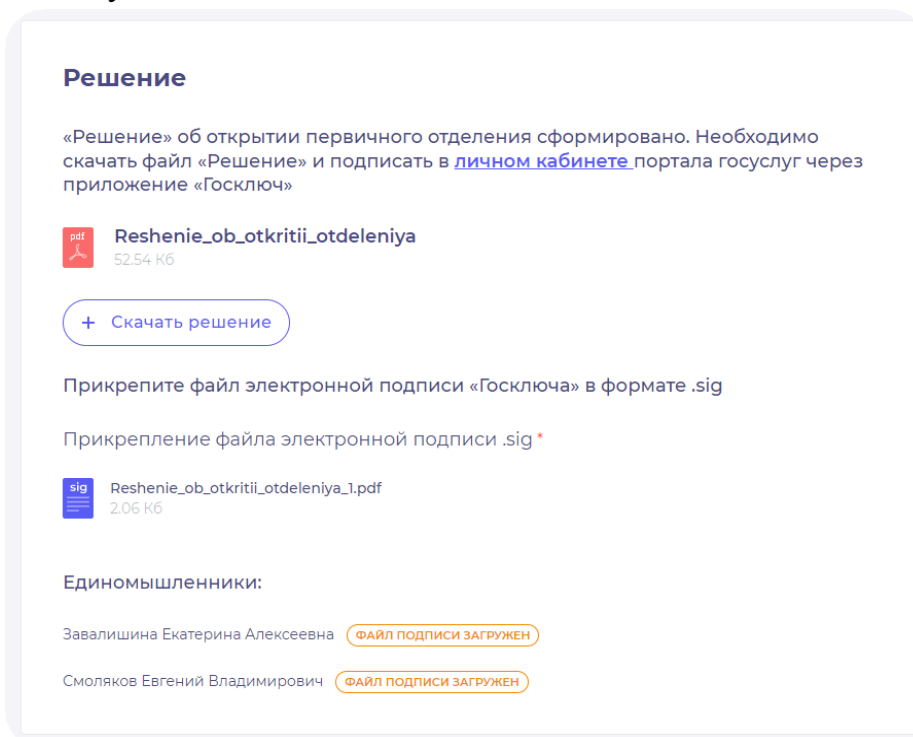 Решение
«Решение» об открытии первичного отделения сформировано. Необходимо
скачать файл «Решение» и подписать в личном кабинете портала госуслуг через
приложение «Госключ»
pdf
Reshenie_ob_otkritii_otdeleniya
52.54 Кб
+ Скачать решение
Прикрепите файл электронной подписи «Госключа» в формате .sig
Прикрепление файла электронной подписи .sig *
sig
Reshenie_ob_otkritii_otdeleniya_1.pdf
2.06 Кб
Единомышленники:
Завалишина Екатерина Алексеевна ФАЙЛ ПОДПИСИ ЗАГРУЖЕН
Смоляков Евгений Владимирович ФАЙЛ ПОДПИСИ ЗАГРУЖЕН